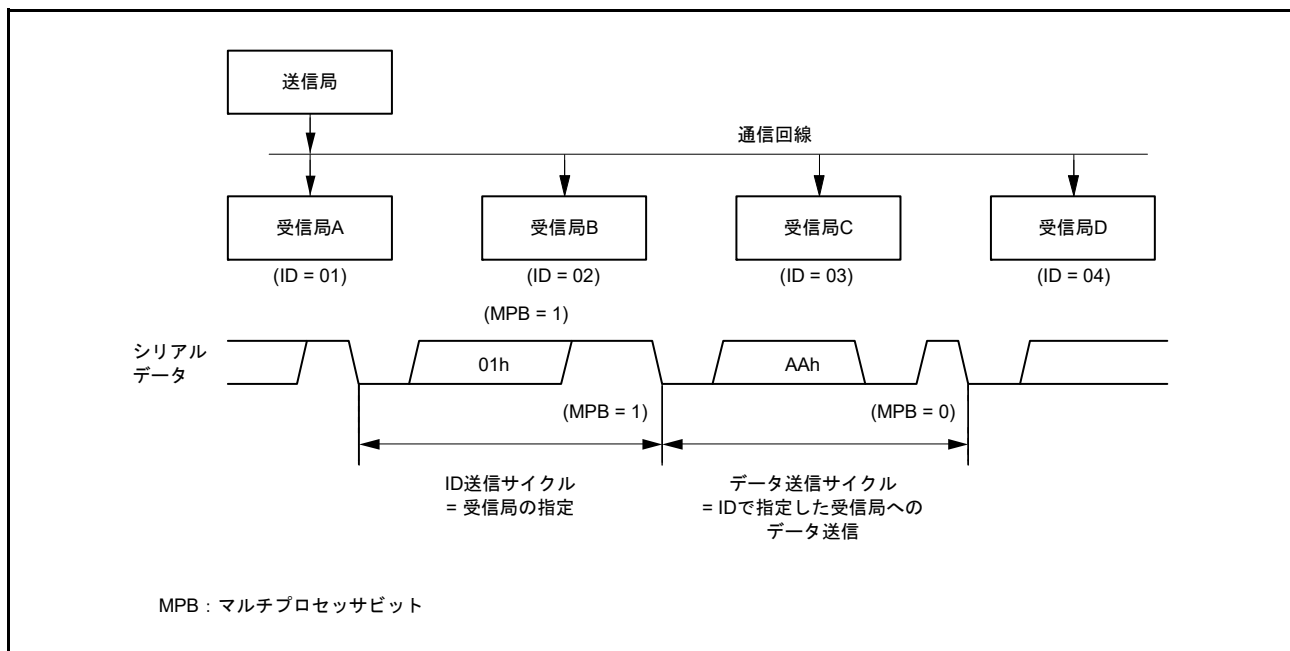 送信局
通信回線
受信局A
受信局B
受信局C
受信局D
(ID = 01)
(ID = 02)
(ID = 03)
(ID = 04)
(MPB = 1)
シリアル
データ
01h
AAh
(MPB = 1)
(MPB = 0)
ID送信サイクル
= 受信局の指定
データ送信サイクル
= IDで指定した受信局への
データ送信
MPB：マルチプロセッサビット